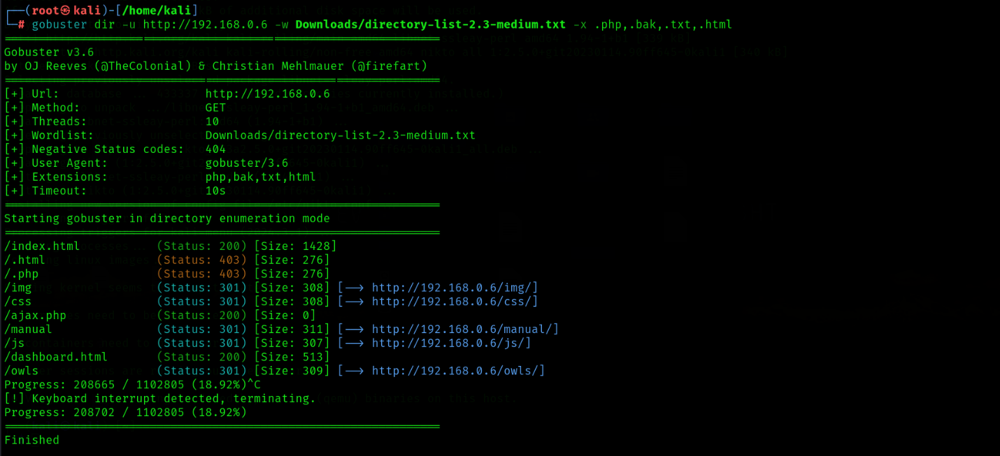 ┌──(root㉿kali)-[/home/kali]
└─# gobuster dir -u http://192.168.0.6 -w Downloads/directory-list-2.3-medium.txt -x .php,.bak,.txt,.html
===============================================================
Gobuster v3.6
by OJ Reeves (@TheColonial) & Christian Mehlmauer (@firefart)
===============================================================
[+] Url: http://192.168.0.6
[+] Method: GET
[+] Threads: 10
[+] Wordlist: Downloads/directory-list-2.3-medium.txt
[+] Negative Status codes: 404
[+] User Agent: gobuster/3.6
[+] Extensions: php,bak,txt,html
[+] Timeout: 10s
===============================================================
Starting gobuster in directory enumeration mode
===============================================================
/index.html (Status: 200) [Size: 1428]
/.html (Status: 403) [Size: 276]
/.php (Status: 403) [Size: 276]
/img (Status: 301) [Size: 308] [--> http://192.168.0.6/img/]
/css (Status: 301) [Size: 308] [--> http://192.168.0.6/css/]
/ajax.php (Status: 200) [Size: 0]
/manual (Status: 301) [Size: 311] [--> http://192.168.0.6/manual/]
/js (Status: 301) [Size: 307] [--> http://192.168.0.6/js/]
/dashboard.html (Status: 200) [Size: 513]
/owls (Status: 301) [Size: 309] [--> http://192.168.0.6/owls/]
Progress: 208665 / 1102805 (18.92%)^C
[!] Keyboard interrupt detected, terminating.
Progress: 208702 / 1102805 (18.92%)
===============================================================
Finished